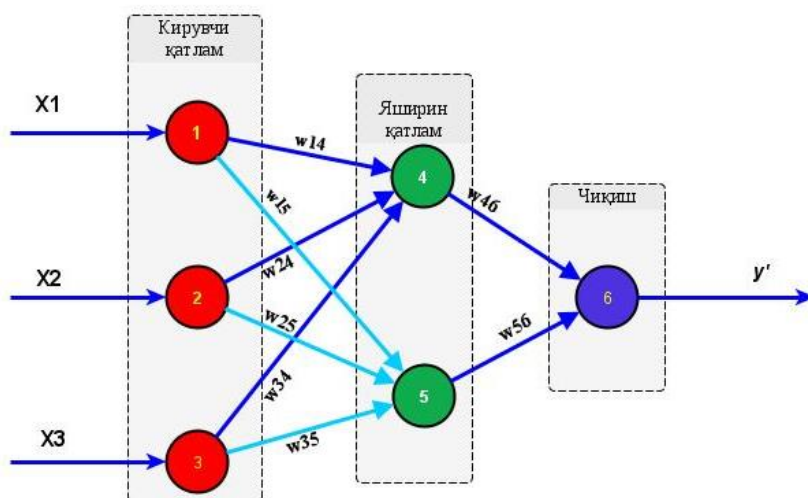 Кирувчи
қатлам
Яширин
қатлам
Чиқиш
X1
X2
X3
1
2
3
4
5
6
w14
w15
w24
w25
w34
w35
w46
w56
y'